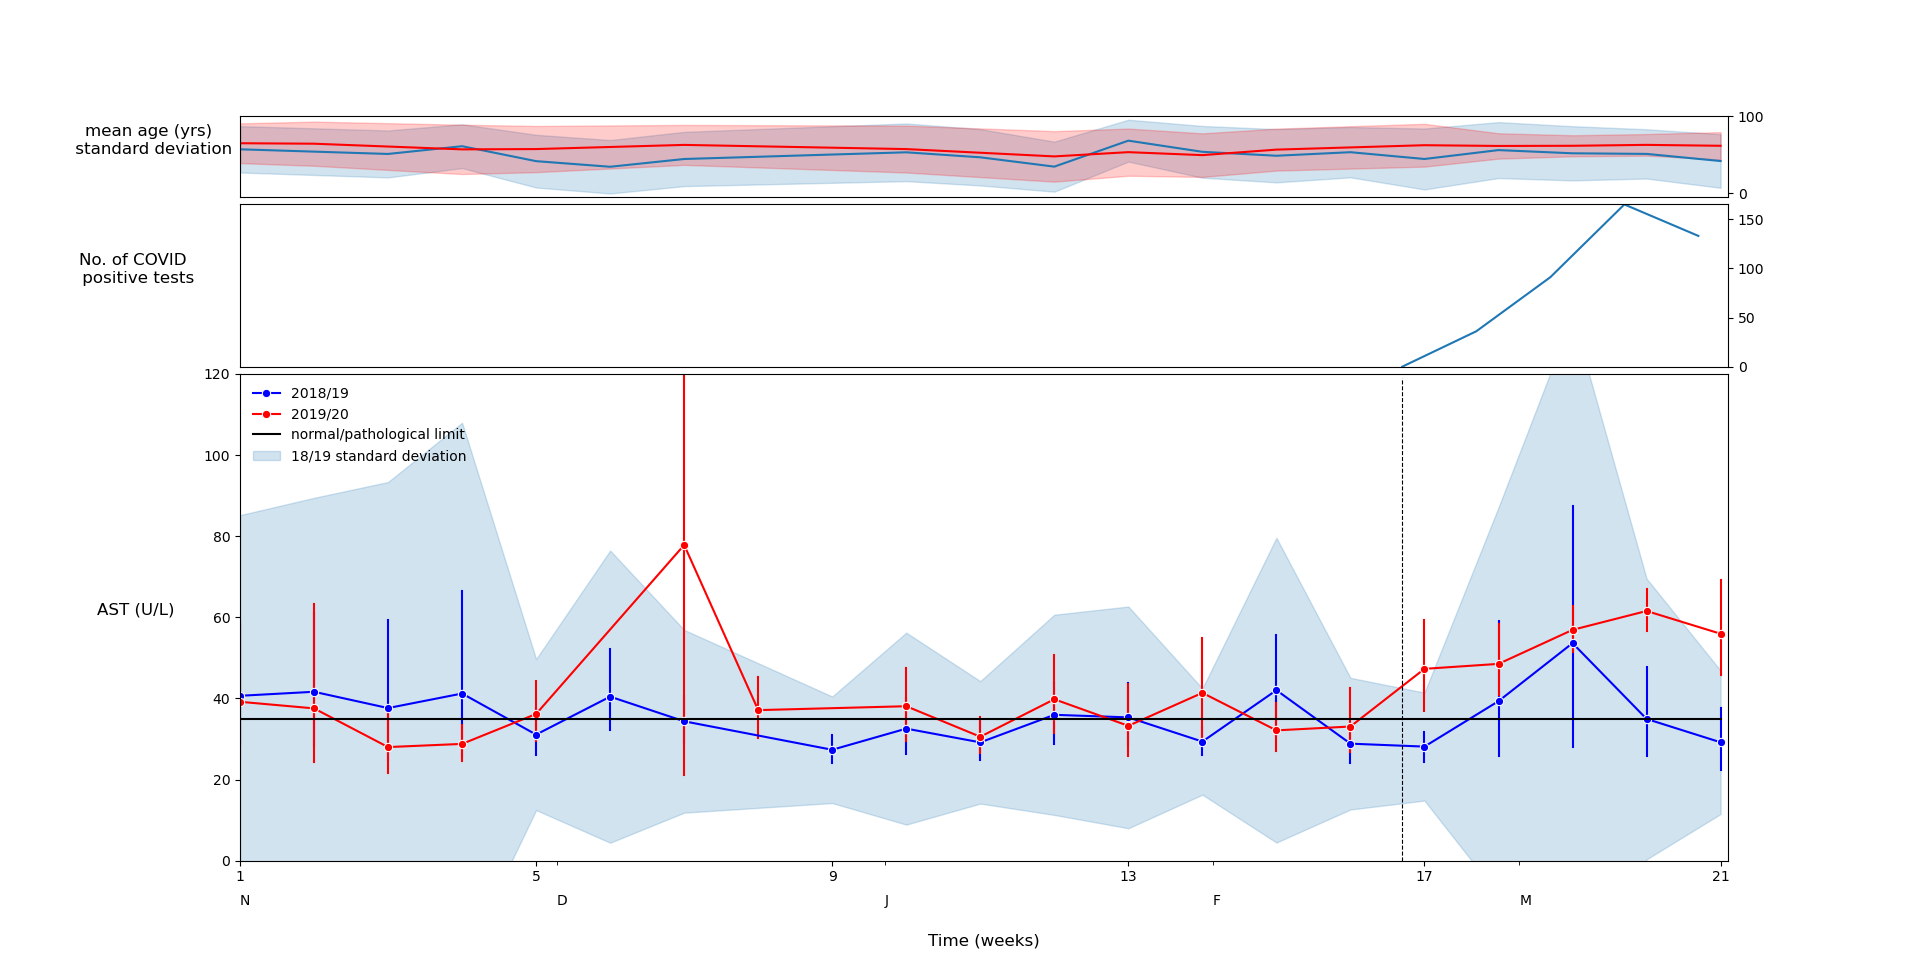 mean age (yrs)
standard deviation
100
0
No. of COVID
positive tests
150
100
50
0
120
100
80
60
40
20
0
2018/19
2019/20
normal/pathological limit
18/19 standard deviation
AST (U/L)
1 5 9 13 17 21
N D J F M
Time (weeks)